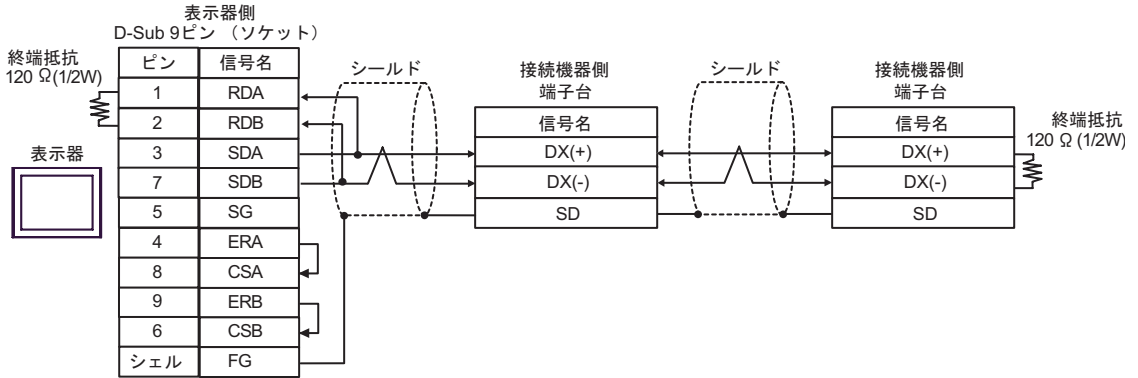 表示器側
D-Sub 9ピン （ソケット）
終端抵抗
120 Ω(1/2W)
表示器
ピン 信号名
1 RDA
2 RDB
3 SDA
7 SDB
5 SG
4 ERA
8 CSA
9 ERB
6 CSB
シェル FG
シールド
接続機器側
端子台
信号名
DX(+)
DX(-)
SD
シールド
接続機器側
端子台
信号名
DX(+)
DX(-)
SD
終端抵抗
120 Ω (1/2W)